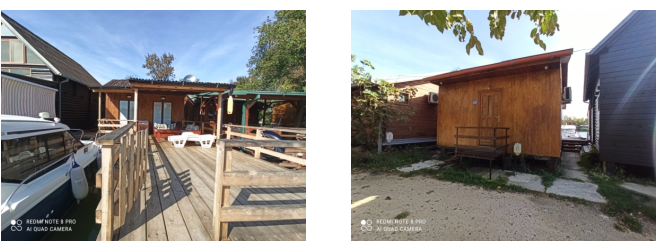 REDMI NOTE 8 PRO
AI QUAD CAMERA
REDMI NOTE 8 PRO
AI QUAD CAMERA